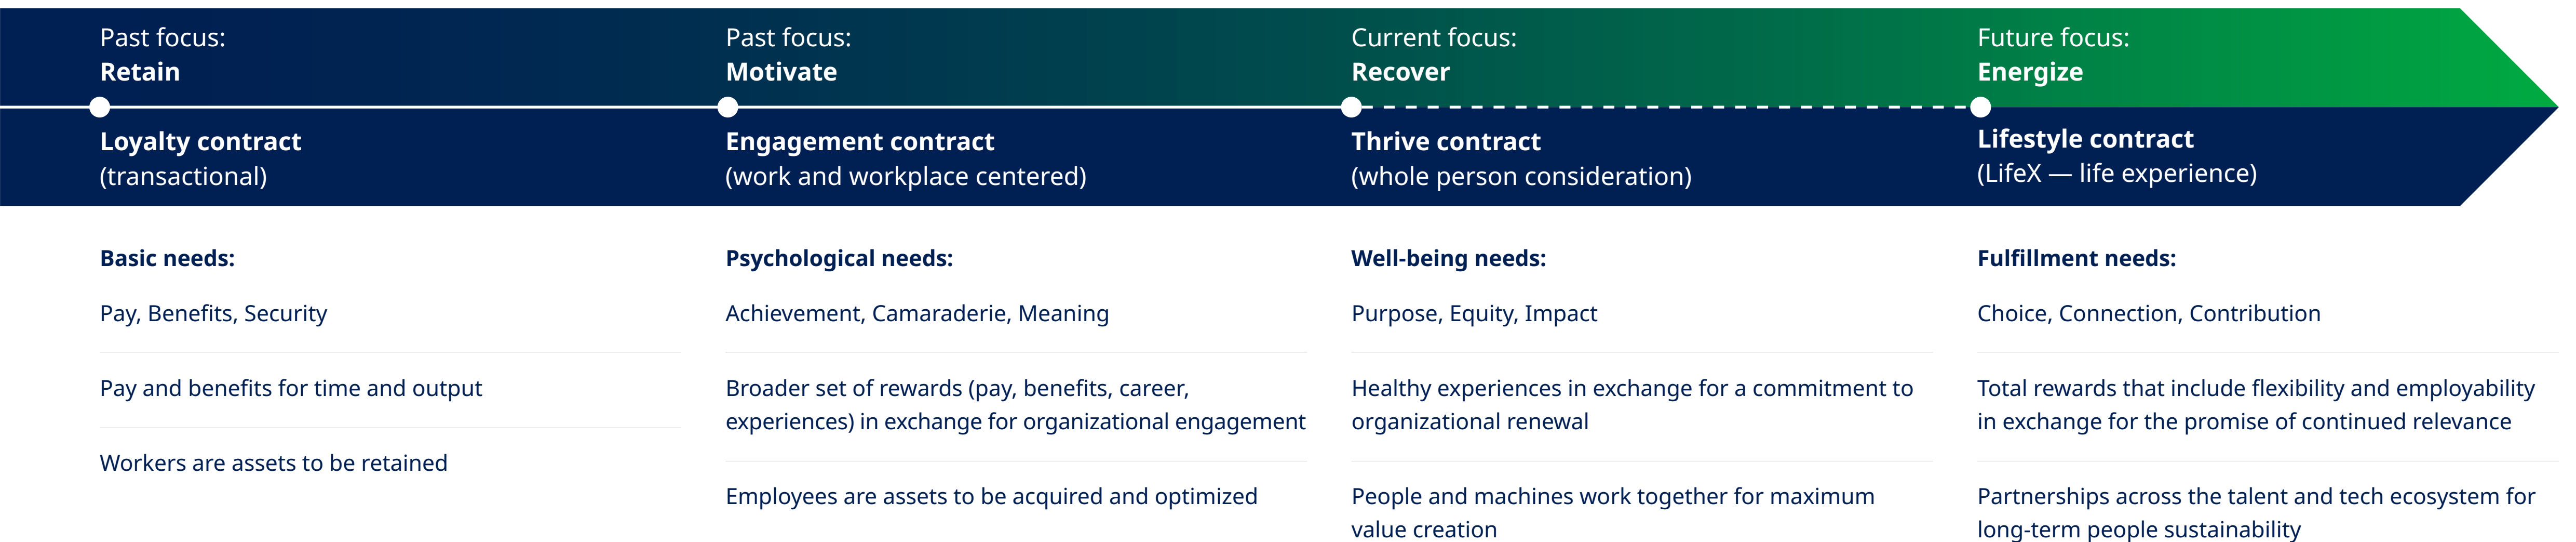 Past focus:
Retain
Past focus:
Motivate
Current focus:
Recover
Future focus:
Energize
Loyalty contract
(transactional)
Engagement contract
(work and workplace centered)
Thrive contract
(whole person consideration)
Lifestyle contract
(LifeX — life experience)
Basic needs:
Pay, Benefits, Security
Pay and benefits for time and output
Workers are assets to be retained
Psychological needs:
Achievement, Camaraderie, Meaning
Broader set of rewards (pay, benefits, career,
experiences) in exchange for organizational engagement
Employees are assets to be acquired and optimized
Well-being needs:
Purpose, Equity, Impact
Healthy experiences in exchange for a commitment to
organizational renewal
People and machines work together for maximum
value creation
Fulfillment needs:
Choice, Connection, Contribution
Total rewards that include flexibility and employability
in exchange for the promise of continued relevance
Partnerships across the talent and tech ecosystem for
long-term people sustainability